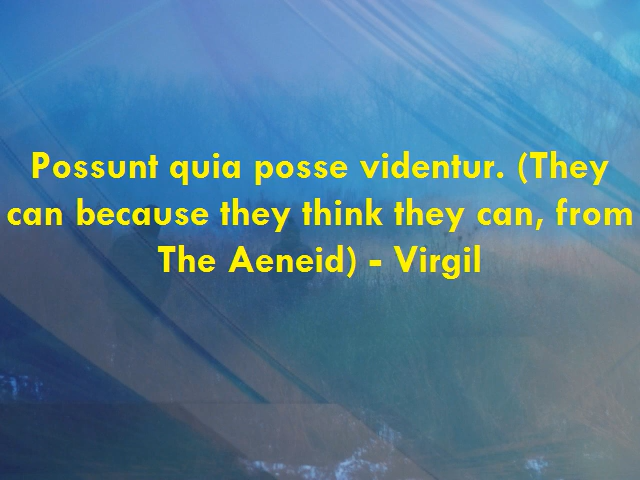 Possunt quia posse videntur. (They
can because they think they can, from
The Aeneid) - Virgil